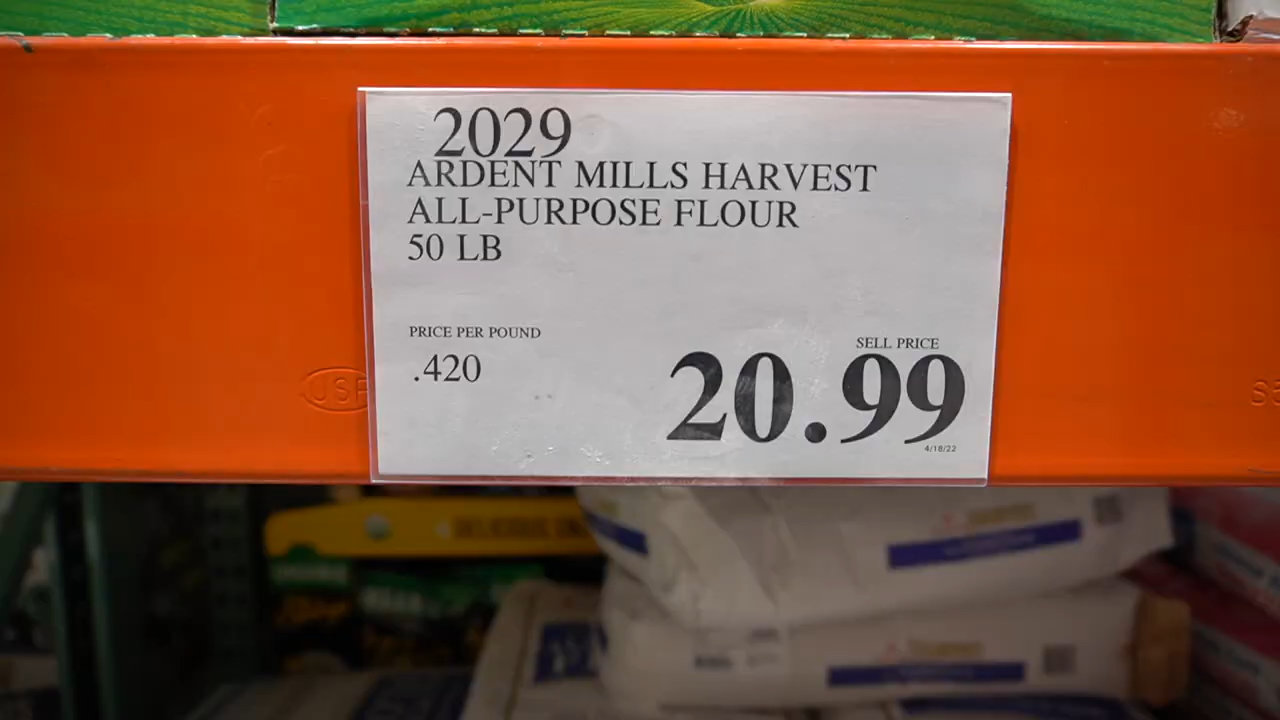 2029
ARDENT MILLS HARVEST
ALL-PURPOSE FLOUR
50 LB
PRICE PER POUND
.420
SELL PRICE
20.99
4/18/22